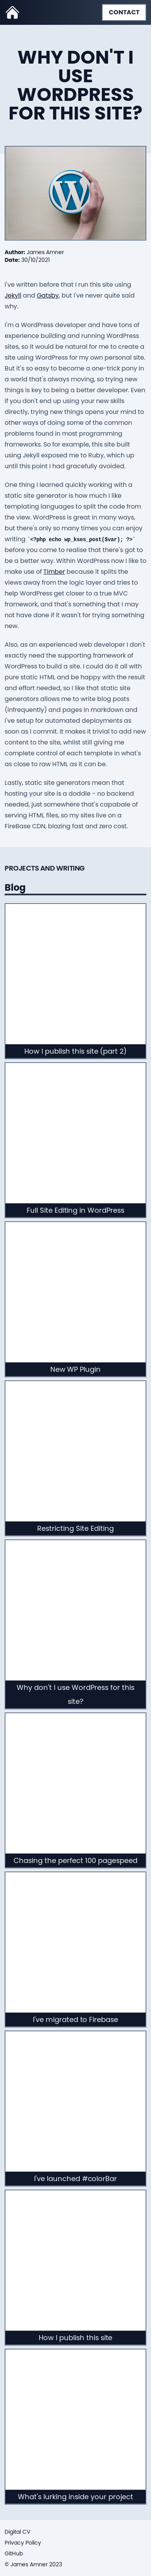 CONTACT
WHY DON'T I
USE
WORDPRESS
FOR THIS SITE?
Author: James Amner
Date: 30/10/2021
I've written before that I run this site using
Jekyll and Gatsby, but I've never quite said
why.
I'm a WordPress developer and have tons of
experience building and running WordPress
sites, so it would be natural for me to create a
site using WordPress for my own personal site.
But it's so easy to become a one-trick pony in
a world that's always moving, so trying new
things is key to being a better developer. Even
if you don't end up using your new skills
directly, trying new things opens your mind to
other ways of doing some of the common
problems found in most programming
frameworks. So for example, this site built
using Jekyll exposed me to Ruby, which up
until this point I had gracefully avoided.
One thing I learned quickly working with a
static site generator is how much I like
templating languages to split the code from the
view. WordPress is great in many ways,
but there's only so many times you can enjoy
writing `<?php echo wp_kses_post($var); ?>`
before you come to realise that there's got to
be a better way. Within WordPress now I like to
make use of Timber because it splits the
views away from the logic layer and tries to
help WordPress get closer to a true MVC
framework, and that's something that I may
not have done if it wasn't for trying something
new.
Also, as an experienced web developer I don't
exactly need the supporting framework of
WordPress to build a site. I could do it all with
pure static HTML and be happy with the result
and effort needed, so I like that static site
generators allows me to write blog posts
(infrequently) and pages in markdown and
I've setup for automated deployments as
soon as I commit. It makes it trivial to add new
content to the site, whilst still giving me
complete control of each template in what's
as close to raw HTML as it can be.
Lastly, static site generators mean that
hosting your site is a doddle - no backend
needed, just somewhere that's capabale of
serving HTML files, so my sites live on a
FireBase CDN, blazing fast and zero cost.
PROJECTS AND WRITING
Blog
How I publish this site (part 2)
Full Site Editing in WordPress
New WP Plugin
Restricting Site Editing
Why don't I use WordPress for this
site?
Chasing the perfect 100 pagespeed
I've migrated to Firebase
I've launched #colorBar
How I publish this site
What's lurking inside your project
Digital CV
Privacy Policy
GitHub
© James Amner 2023